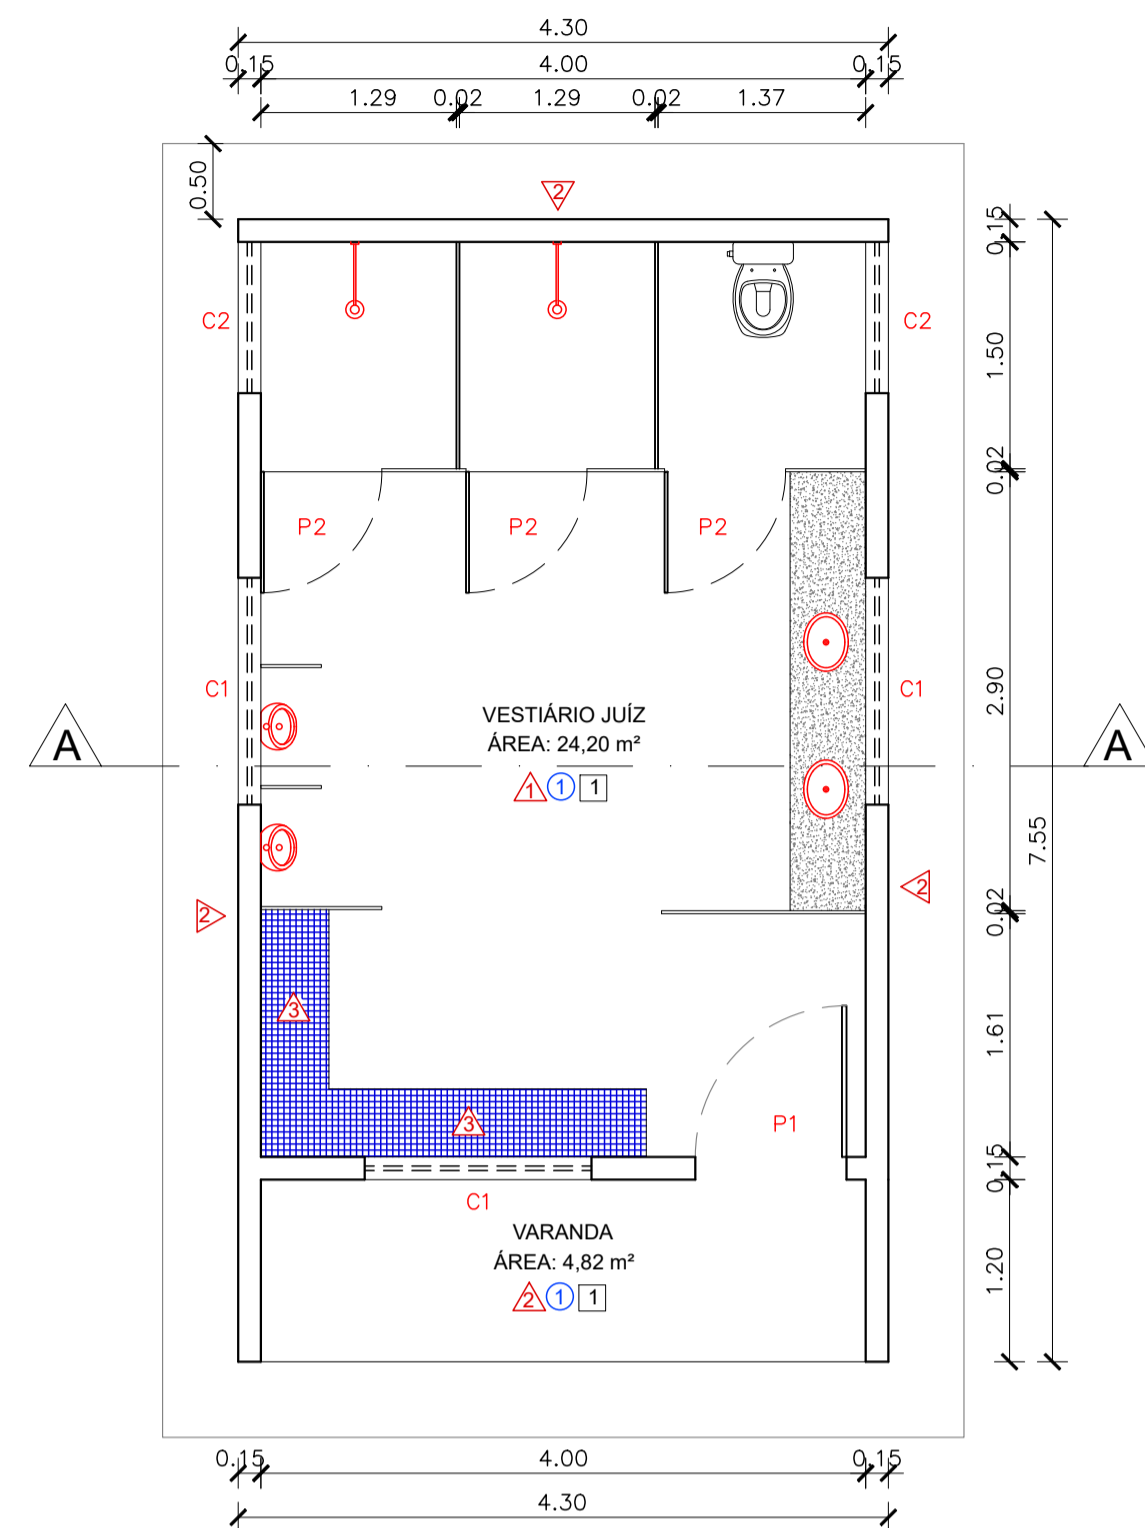 4.30
0.15 4.00 0.15
1.29 0.02 1.29 0.02 1.37
0.50
2
0.15
C2 C2
1.50
0.02
P2 P2 P2
C1 C1
2.90
VESTIÁRIO JUÍZ
ÁREA: 24,20 m²
A A
1 1 1
7.55
2 2
0.02
3
1.61
3
P1
0.15
C1
VARANDA
ÁREA: 4,82 m²
1.20
2 1 1
0.15 4.00 0.15
4.30